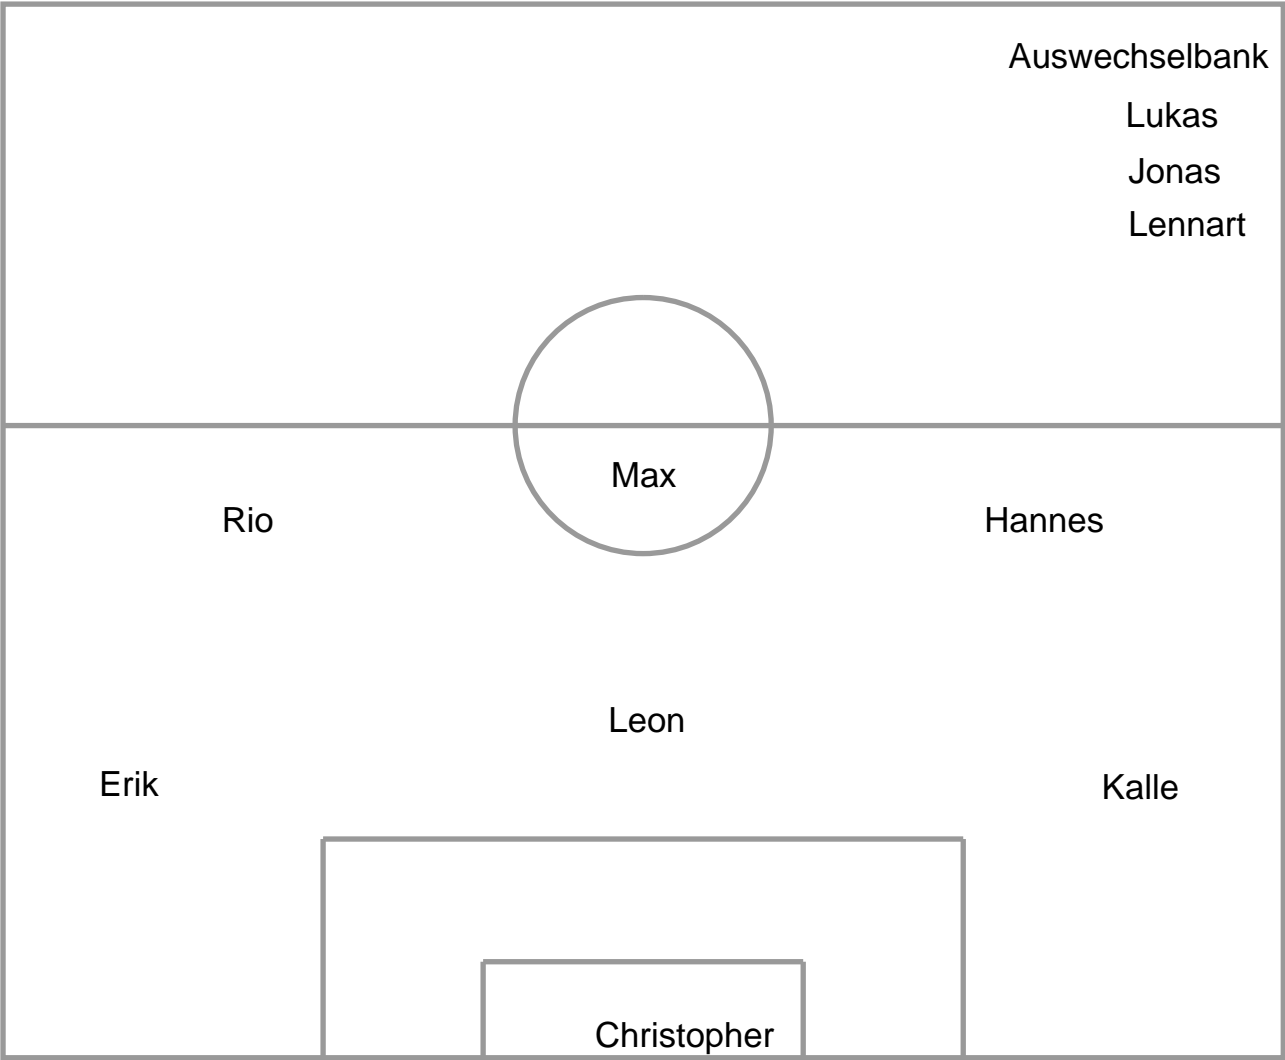 Auswechselbank
Lukas
Jonas
Lennart
Max
Rio
Hannes
Leon
Erik
Kalle
Christopher